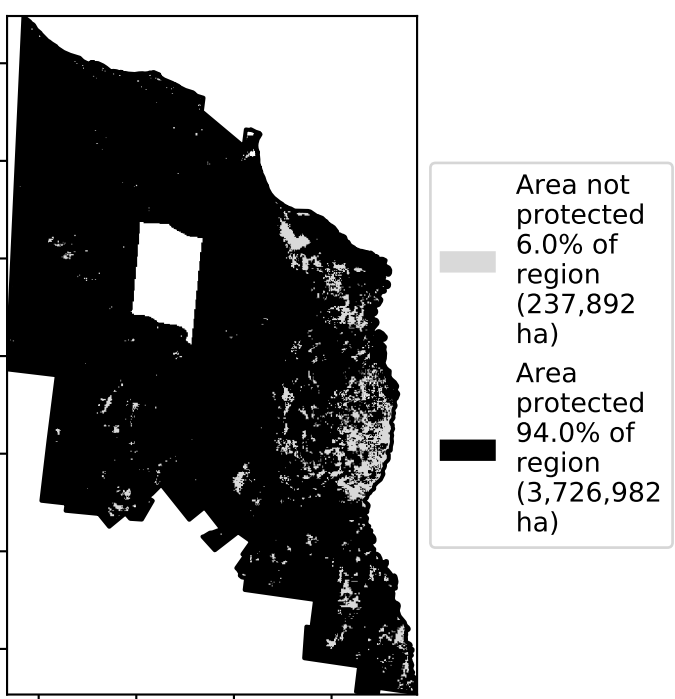 Area not
protected
6.0% of
region
(237,892
ha)
Area
protected
94.0% of
region
(3,726,982
ha)